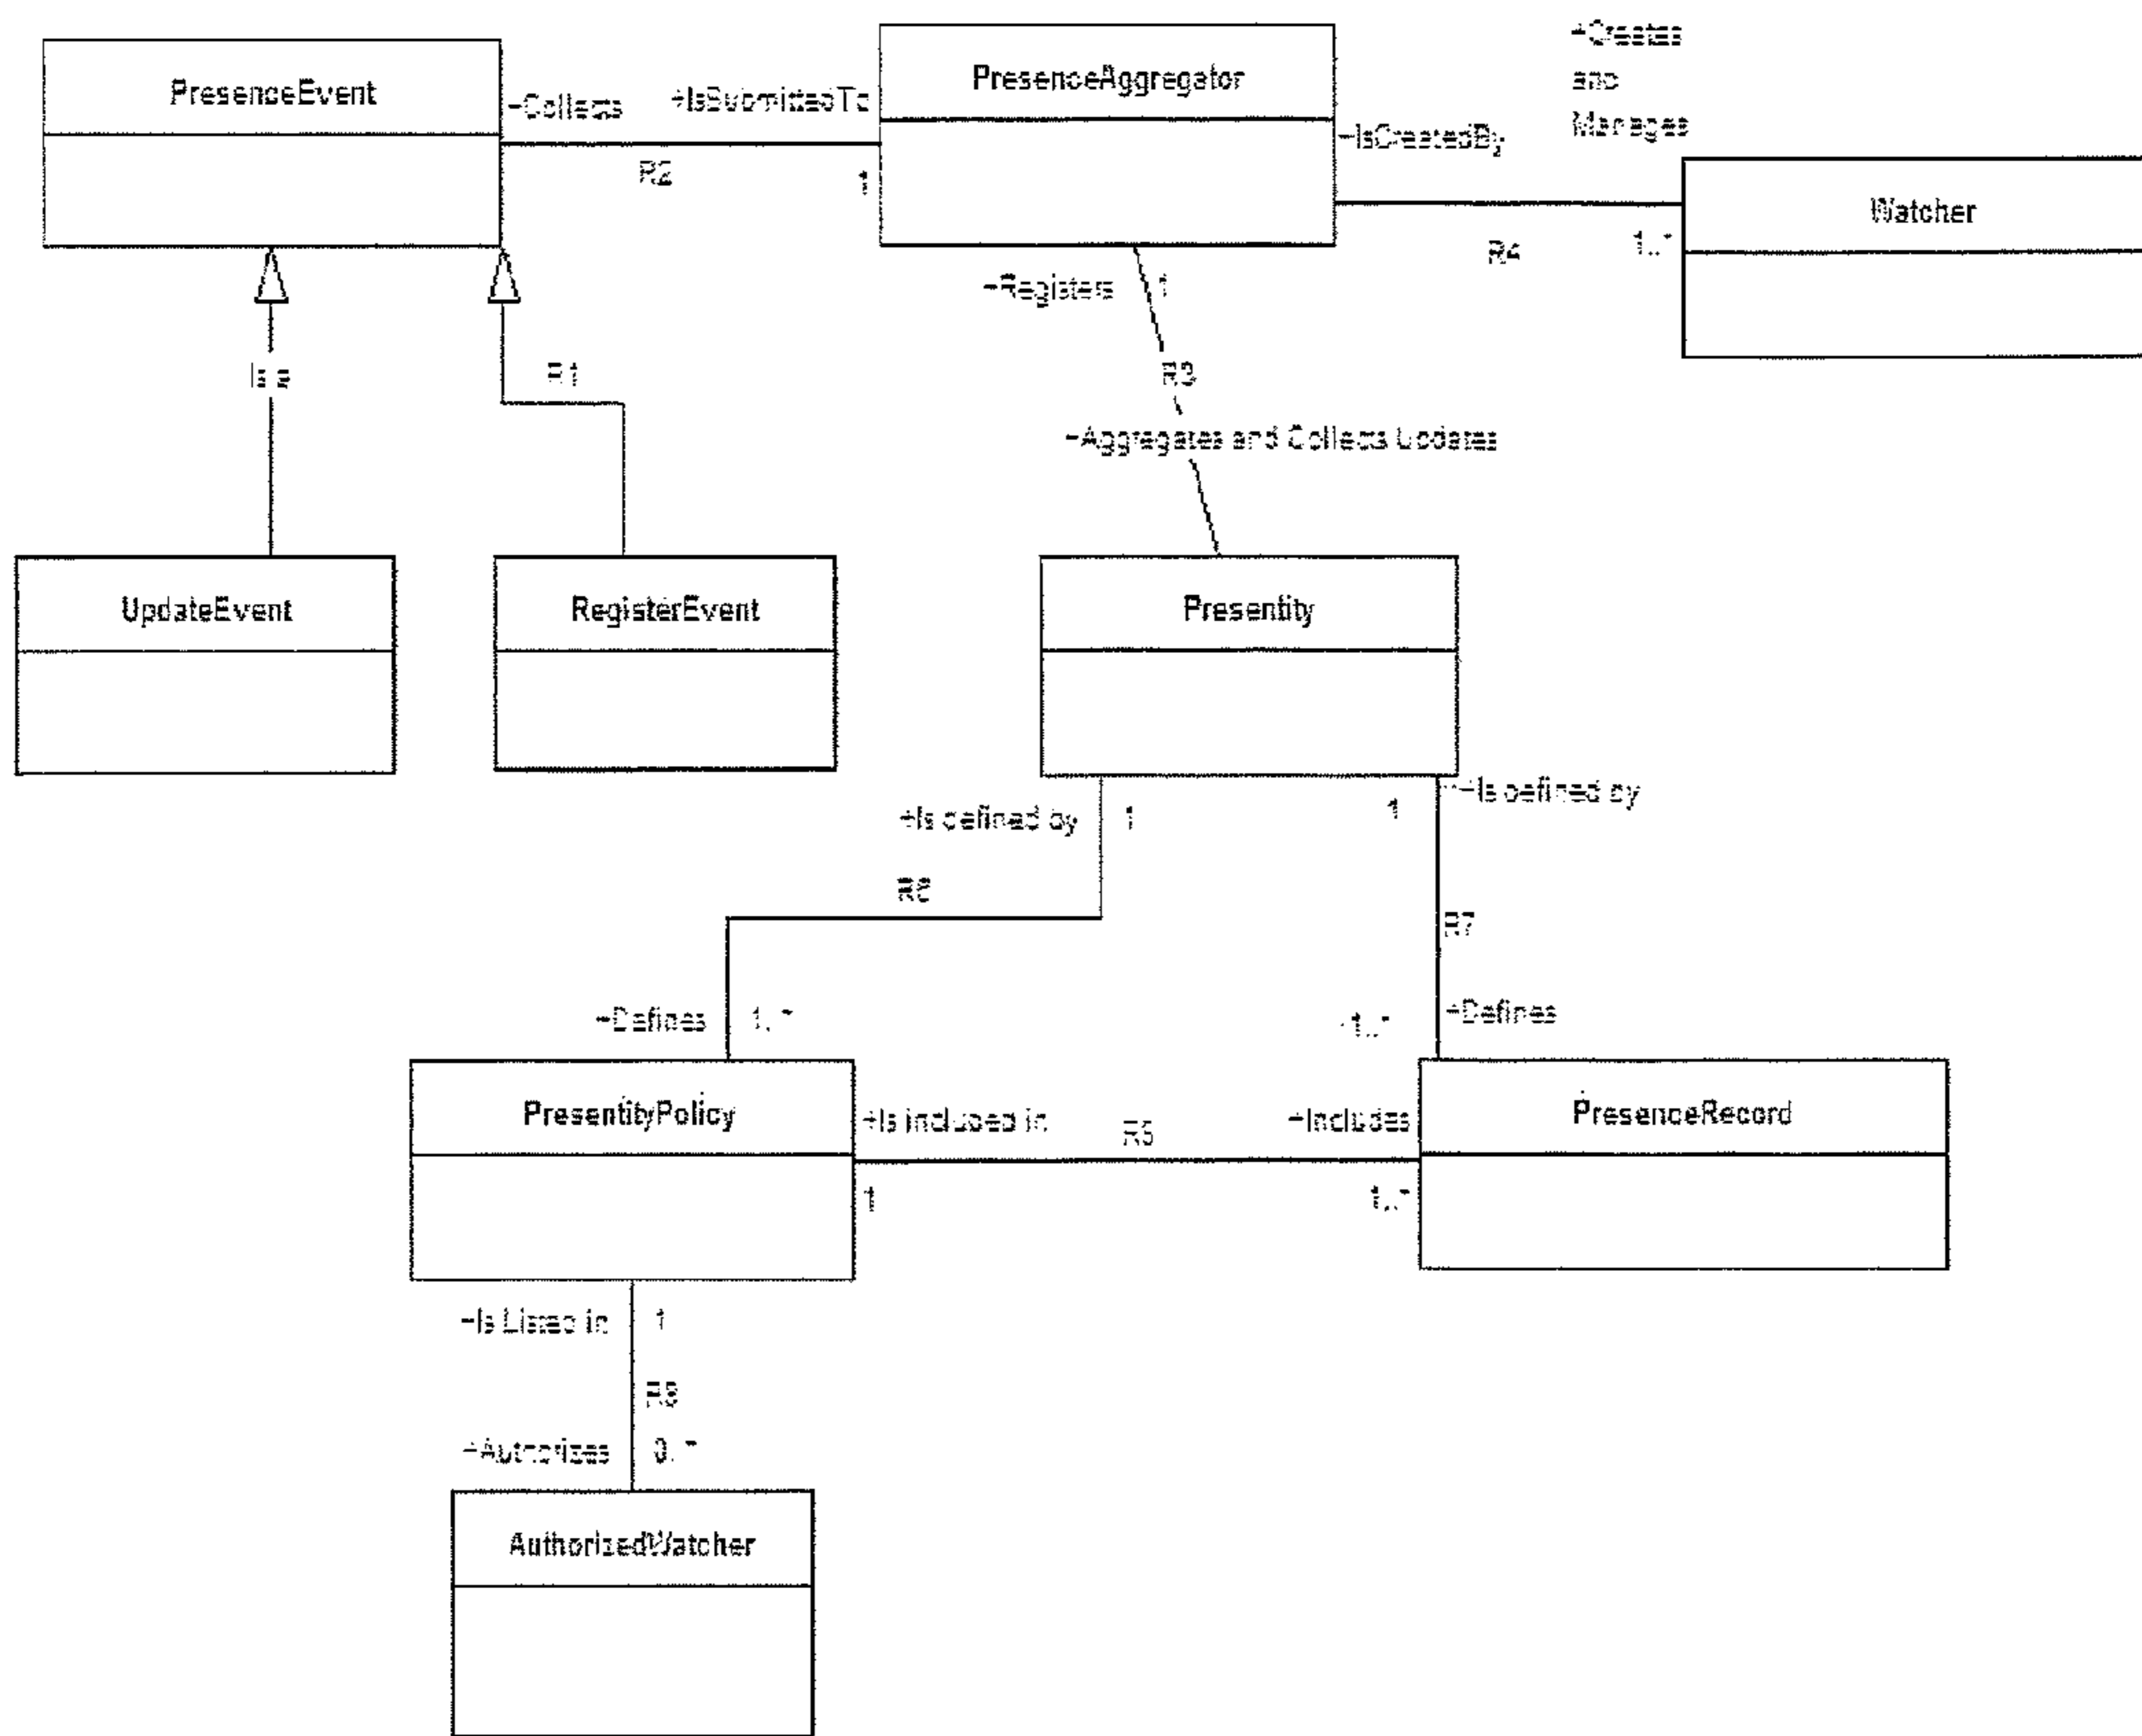 +Creates
and
Manages
PresenceEvent
PresenceAggregator
+Collects
+IsSubmittedTo
+IsCreatedBy
R2
1
Watcher
R4
1..*
+Registers
1
Is a
R1
R3
+Aggregates and Collects Updates
UpdateEvent
RegisterEvent
Presentity
+Is defined by
1
1
+Is defined by
R6
R7
+Defines
1..*
1..*
+Defines
PresentityPolicy
+Is included in
R5
+Includes
PresenceRecord
1
1..*
+Is Listed in
1
+Authorizes
0..*
AuthorizedWatcher